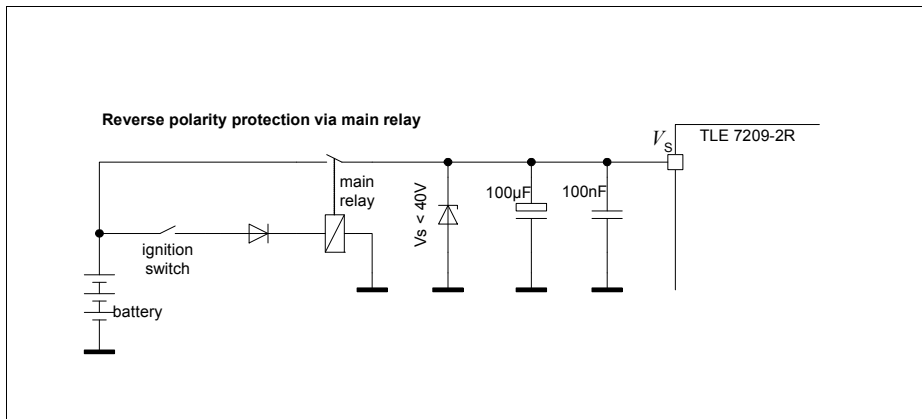 Reverse polarity protection via main relay
V
S
TLE 7209-2R
main
relay
Vs < 40V
100µF
100nF
ignition
switch
battery